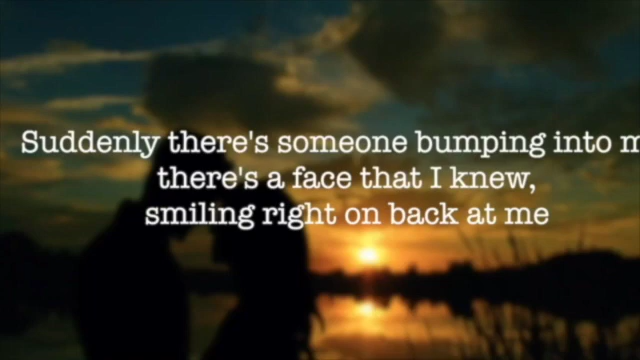 Suddenly there's someone bumping into m
there's a face that I knew,
smiling right on back at me